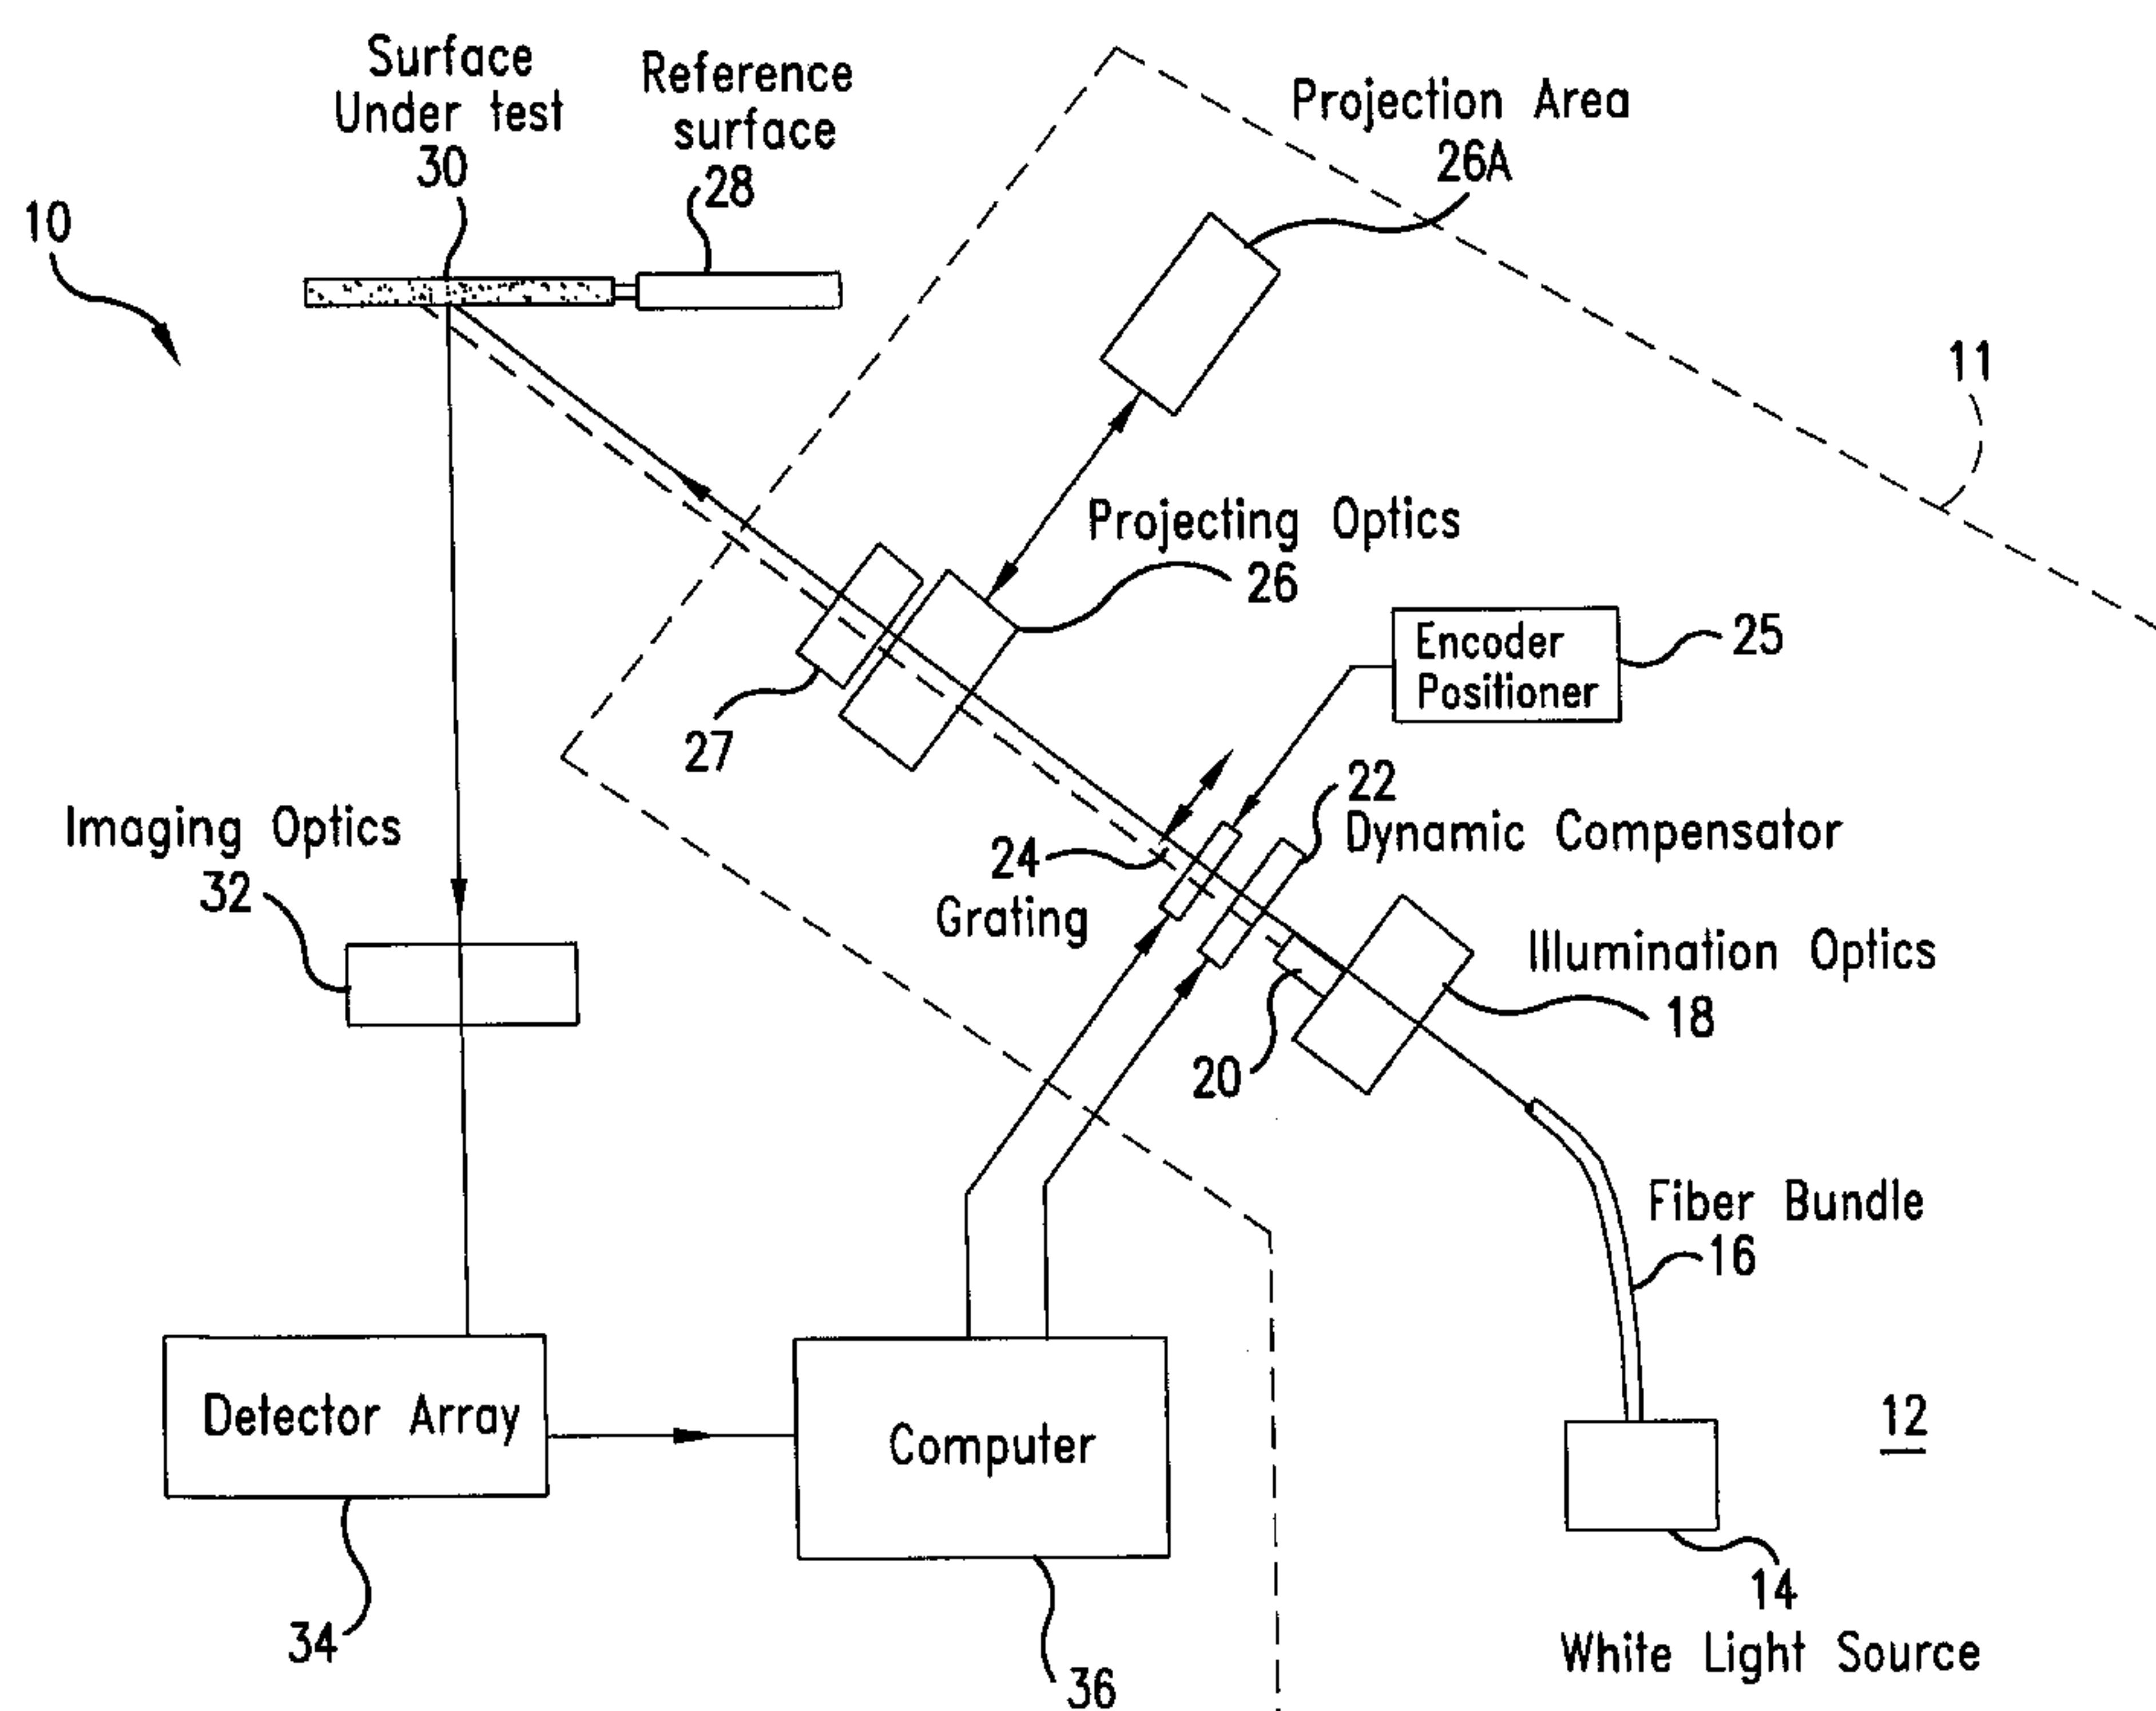 Surface
Under test
30
Reference
surface
28
Projection Area
26A
10
11
Projecting Optics
26
Encoder
Positioner
25
27
22
Dynamic Compensator
24
Grating
Imaging Optics
32
Illumination Optics
18
20
Fiber Bundle
16
Detector Array
Computer
12
14
White Light Source
34
36